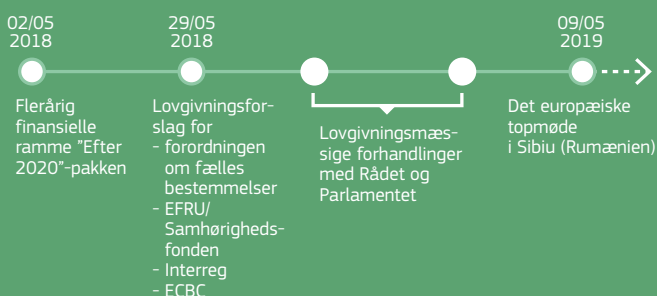 02/05
2018
29/05
2018
09/05
2019
Flerårig
finansielle
ramme "Efter
2020"-pakken
Lovgivningsfor-
slag for
- forordningen
om fælles
bestemmelser
- EFRU/
Samhørigheds-
fonden
- Interreg
- ECBC
Lovgivningsmæs-
sige forhandlinger
med Rådet og
Parlamentet
Det europæiske
topmøde
i Sibiu (Rumænien)